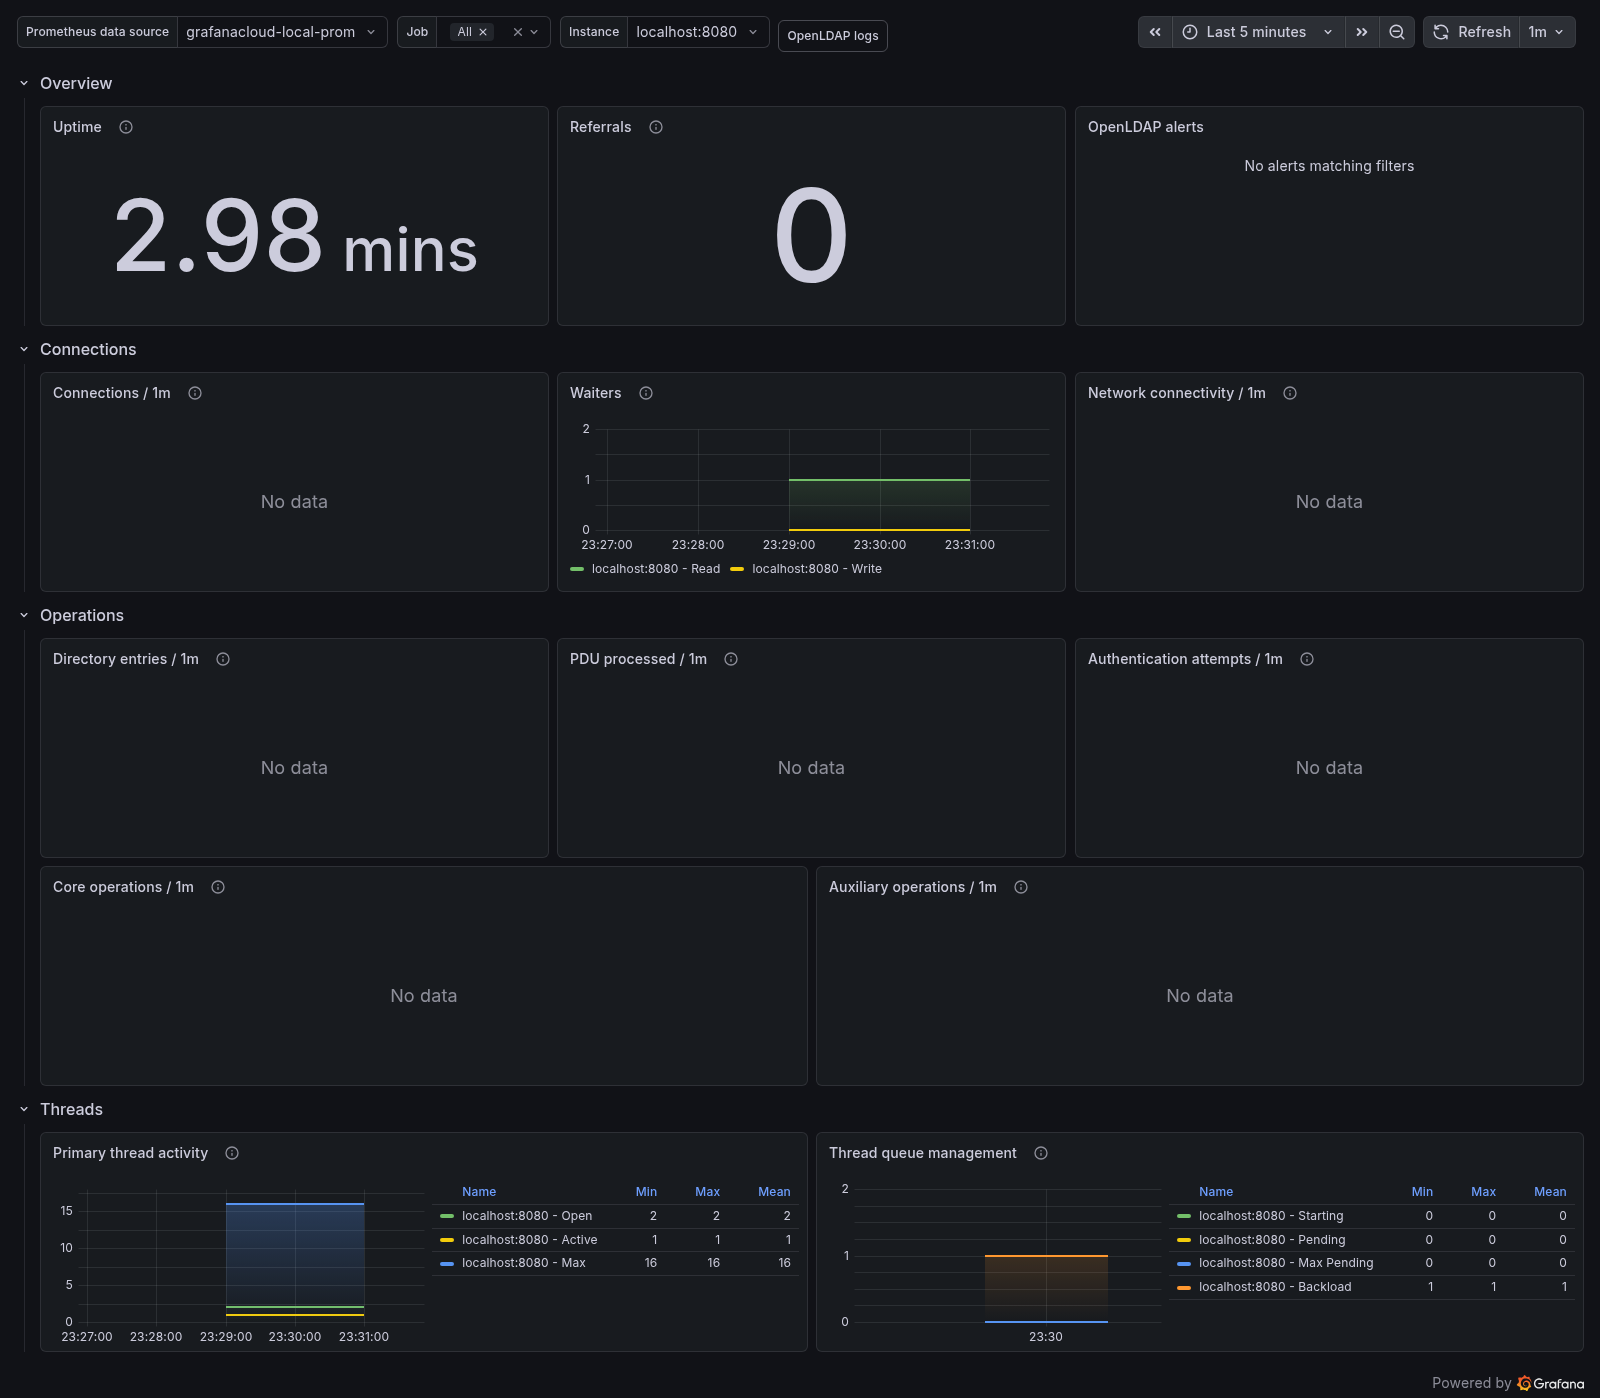 Prometheus data source grafanacloud-local-prom Job All Instance localhost:8080 OpenLDAP logs Last 5 minutes Refresh 1m
Overview
Uptime
2.98 mins
Referrals
0
OpenLDAP alerts
No alerts matching filters
Connections
Connections / 1m
No data
Waiters
2
1
0
23:27:00 23:28:00 23:29:00 23:30:00 23:31:00
localhost:8080 - Read localhost:8080 - Write
Network connectivity / 1m
No data
Operations
Directory entries / 1m
No data
PDU processed / 1m
No data
Authentication attempts / 1m
No data
Core operations / 1m
No data
Auxiliary operations / 1m
No data
Threads
Primary thread activity
15
10
5
0
23:27:00 23:28:00 23:29:00 23:30:00 23:31:00
Name Min Max Mean
localhost:8080 - Open 2 2 2
localhost:8080 - Active 1 1 1
localhost:8080 - Max 16 16 16
Thread queue management
2
1
0
23:30
Name Min Max Mean
localhost:8080 - Starting 0 0 0
localhost:8080 - Pending 0 0 0
localhost:8080 - Max Pending 0 0 0
localhost:8080 - Backload 1 1 1
Powered by Grafana